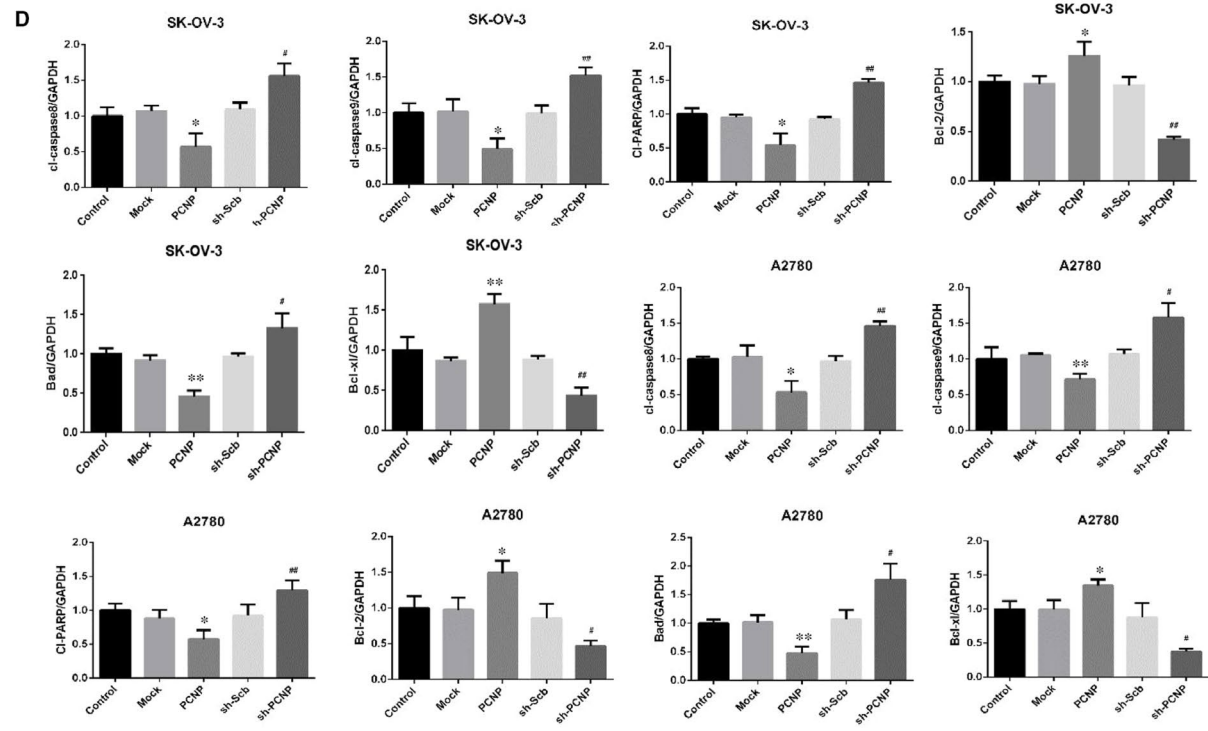 D
SK-OV-3
cl-caspase8/GAPDH
2.0
1.5
1.0
0.5
0.0
*
#
Control
Mock
PCNP
sh-Scb
sh-PCNP
SK-OV-3
cl-caspase9/GAPDH
2.0
1.5
1.0
0.5
0.0
*
##
Control
Mock
PCNP
sh-Scb
sh-PCNP
SK-OV-3
Cl-PARP/GAPDH
2.0
1.5
1.0
0.5
0.0
*
##
Control
Mock
PCNP
sh-Scb
sh-PCNP
SK-OV-3
Bcl-2/GAPDH
1.5
1.0
0.5
0.0
*
##
Control
Mock
PCNP
sh-Scb
sh-PCNP
SK-OV-3
Bad/GAPDH
2.0
1.5
1.0
0.5
0.0
**
#
Control
Mock
PCNP
sh-Scb
sh-PCNP
SK-OV-3
Bcl-xl/GAPDH
2.0
1.5
1.0
0.5
0.0
**
##
Control
Mock
PCNP
sh-Scb
sh-PCNP
A2780
cl-caspase8/GAPDH
2.0
1.5
1.0
0.5
0.0
*
##
Control
Mock
PCNP
sh-Scb
sh-PCNP
A2780
cl-caspase9/GAPDH
2.0
1.5
1.0
0.5
0.0
**
#
Control
Mock
PCNP
sh-Scb
sh-PCNP
A2780
Cl-PARP/GAPDH
2.0
1.5
1.0
0.5
0.0
*
##
Control
Mock
PCNP
sh-Scb
sh-PCNP
A2780
Bcl-2/GAPDH
2.0
1.5
1.0
0.5
0.0
*
#
Control
Mock
PCNP
sh-Scb
sh-PCNP
A2780
Bad/GAPDH
2.5
2.0
1.5
1.0
0.5
0.0
**
#
Control
Mock
PCNP
sh-Scb
sh-PCNP
A2780
Bcl-xl/GAPDH
2.0
1.5
1.0
0.5
0.0
*
#
Control
Mock
PCNP
sh-Scb
sh-PCNP